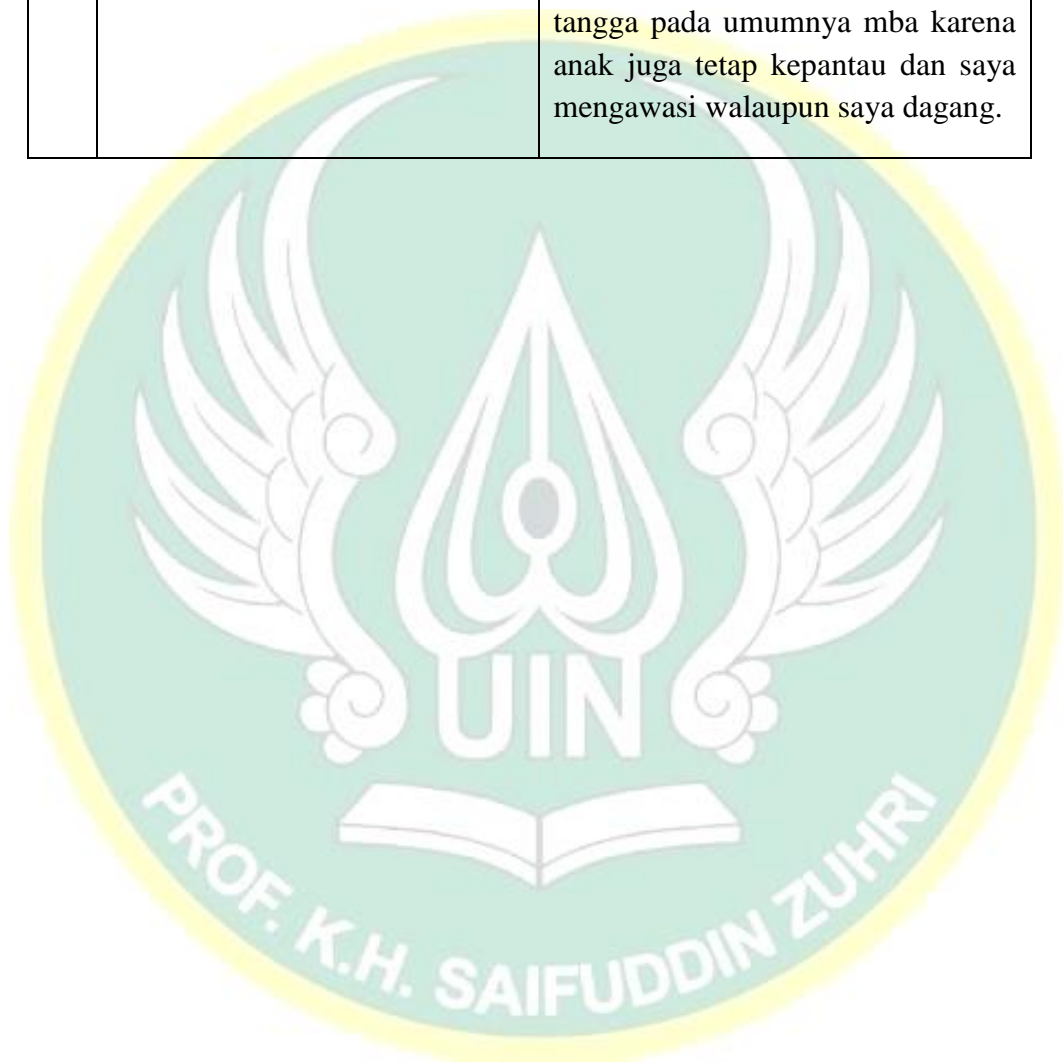 tangga pada umumnya mba karena
anak juga tetap kepantau dan saya
mengawasi walaupun saya dagang.
UIN
PROF. K.H. SAIFUDDIN ZUHRI